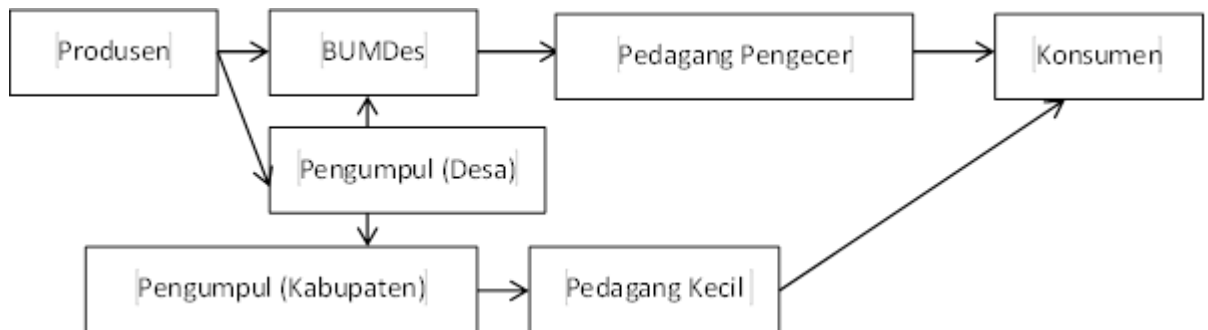 Produsen
BUMDes
Pedagang Pengecer
Konsumen
Pengumpul (Desa)
Pengumpul (Kabupaten)
Pedagang Kecil